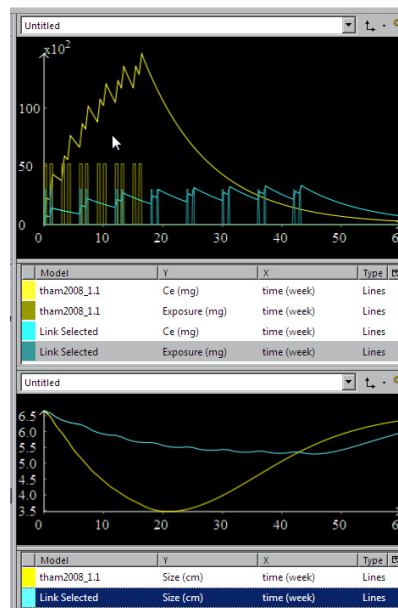 Untitled
x10²
100
50
0
0 10 20 30 40 50 6
Model Y X Type
tham2008_1.1 Ce (mg) time (week) Lines
tham2008_1.1 Exposure (mg) time (week) Lines
Link Selected Ce (mg) time (week) Lines
Link Selected Exposure (mg) time (week) Lines
Untitled
6.5
6.0
5.5
5.0
4.5
4.0
3.5
0 10 20 30 40 50 6
Model Y X Type
tham2008_1.1 Size (cm) time (week) Lines
Link Selected Size (cm) time (week) Lines